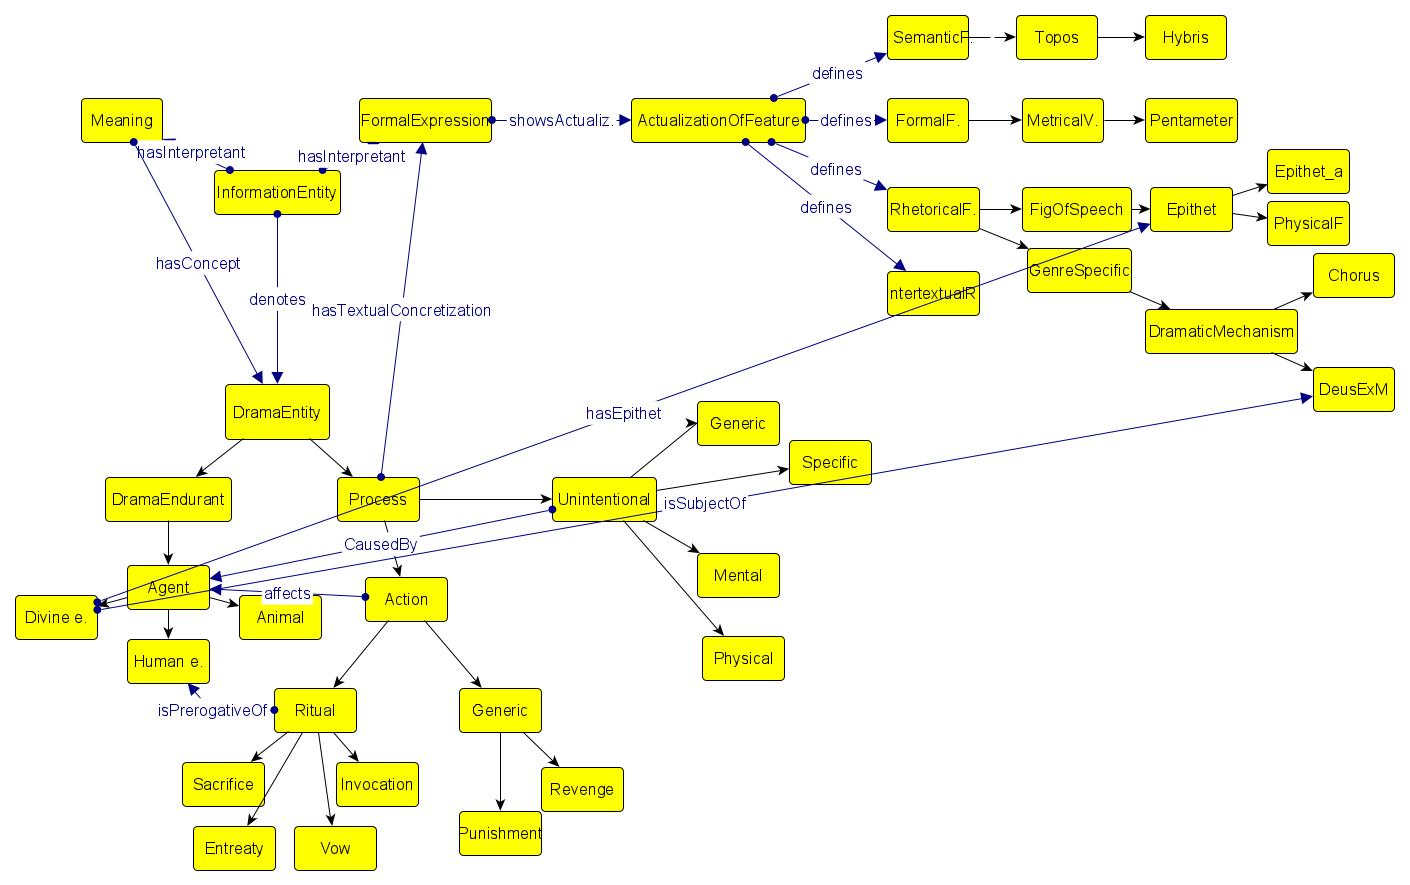 SemanticF.
Topos
Hybris
defines
Meaning
FormalExpression
showsActualiz.
ActualizationOfFeature
defines
FormalF.
MetricalV.
Pentameter
hasInterpretant
hasInterpretant
InformationEntity
defines
defines
RhetoricalF.
FigOfSpeech
Epithet
Epithet_a
PhysicalF
hasConcept
denotes
hasTextualConcretization
ntertextualR
GenreSpecific
DramaticMechanism
Chorus
DeusExM
DramaEntity
hasEpithet
Generic
Specific
DramaEndurant
Process
Unintentional
isSubjectOf
CausedBy
Mental
Agent
affects
Action
Divine e.
Animal
Human e.
Physical
isPrerogativeOf
Ritual
Generic
Sacrifice
Invocation
Revenge
Entreaty
Vow
Punishment